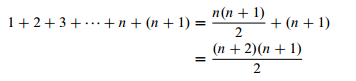 1 + 2 + 3 + ··· + n + (n + 1) = n(n + 1)/2 + (n + 1)
= (n + 2)(n + 1)/2